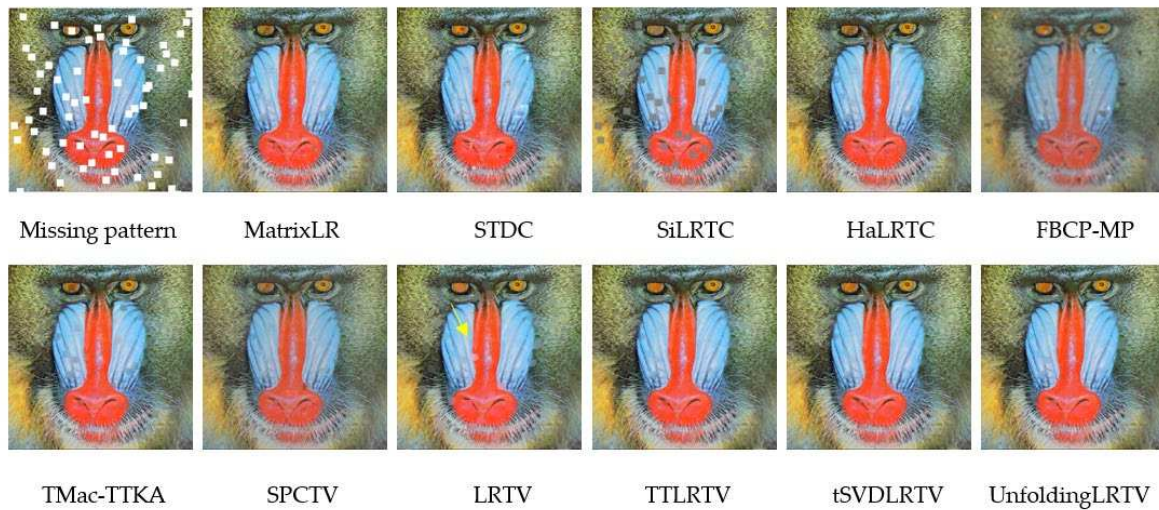 Missing pattern MatrixLR STDC SiLRTC HaLRTC FBCP-MP
TMac-TTKA SPCTV LRTV TTLRTV tSVDLRTV UnfoldingLRTV